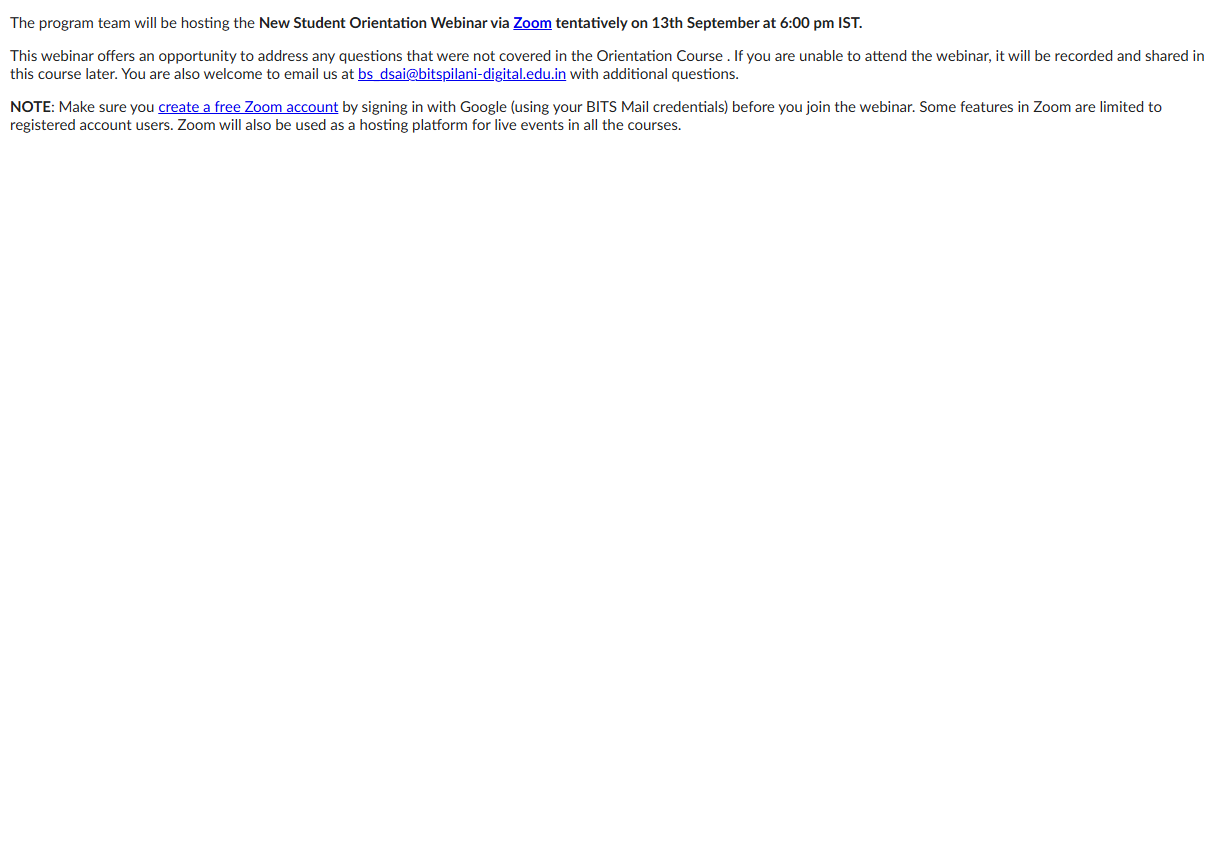 The program team will be hosting the New Student Orientation Webinar via Zoom tentatively on 13th September at 6:00 pm IST.
This webinar offers an opportunity to address any questions that were not covered in the Orientation Course . If you are unable to attend the webinar, it will be recorded and shared in
this course later. You are also welcome to email us at bs_dsai@bitspilani-digital.edu.in with additional questions.
NOTE: Make sure you create a free Zoom account by signing in with Google (using your BITS Mail credentials) before you join the webinar. Some features in Zoom are limited to
registered account users. Zoom will also be used as a hosting platform for live events in all the courses.